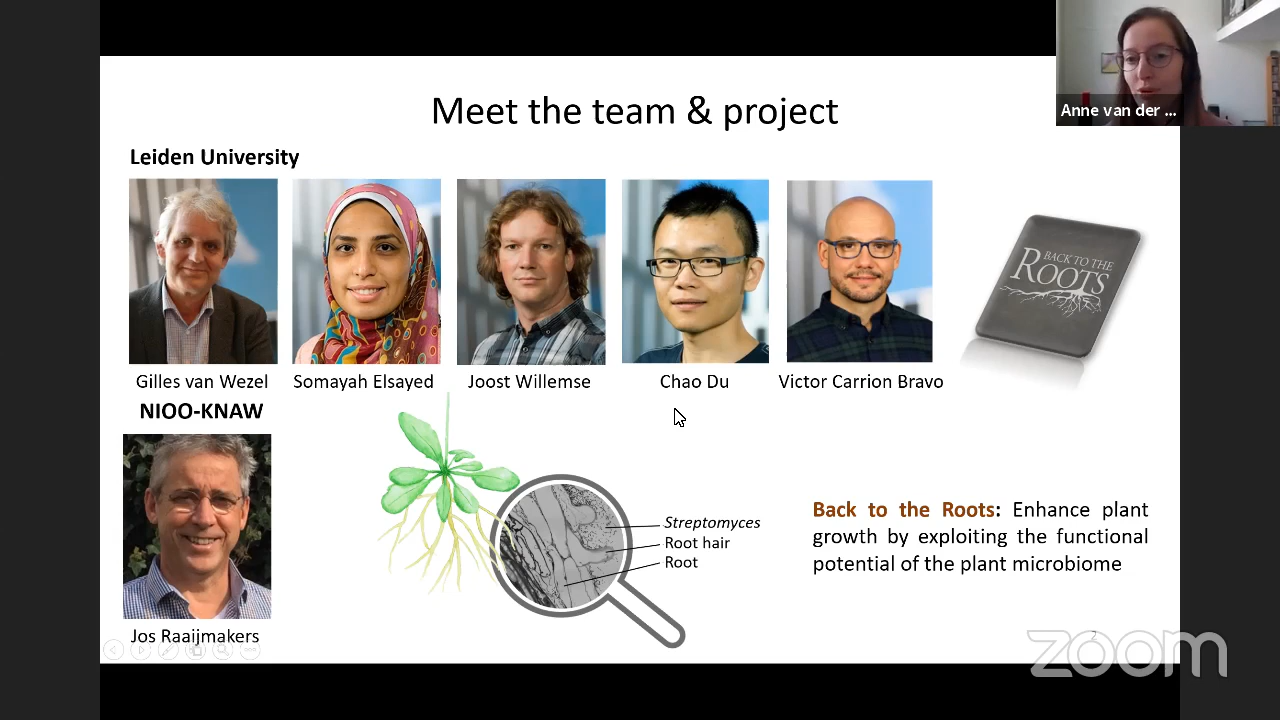 Anne van der ...
Meet the team & project
Leiden University
Gilles van Wezel
Somayah Elsayed
Joost Willemse
Chao Du
Victor Carrion Bravo
BACK TO THE
ROOTS
NIOO-KNAW
Jos Raaijmakers
Streptomyces
Root hair
Root
Back to the Roots: Enhance plant
growth by exploiting the functional
potential of the plant microbiome
2
zoom